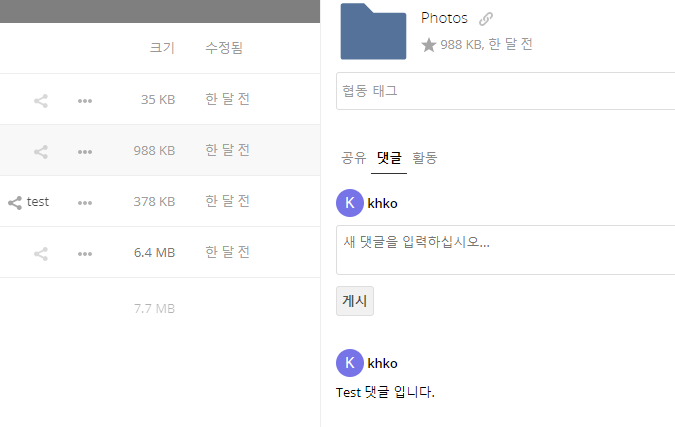 크기 수정됨
35 KB 한 달 전
988 KB 한 달 전
test 378 KB 한 달 전
6.4 MB 한 달 전
7.7 MB
Photos
988 KB, 한 달 전
협동 태그
공유 댓글 활동
K khko
새 댓글을 입력하십시오...
게시
K khko
Test 댓글 입니다.